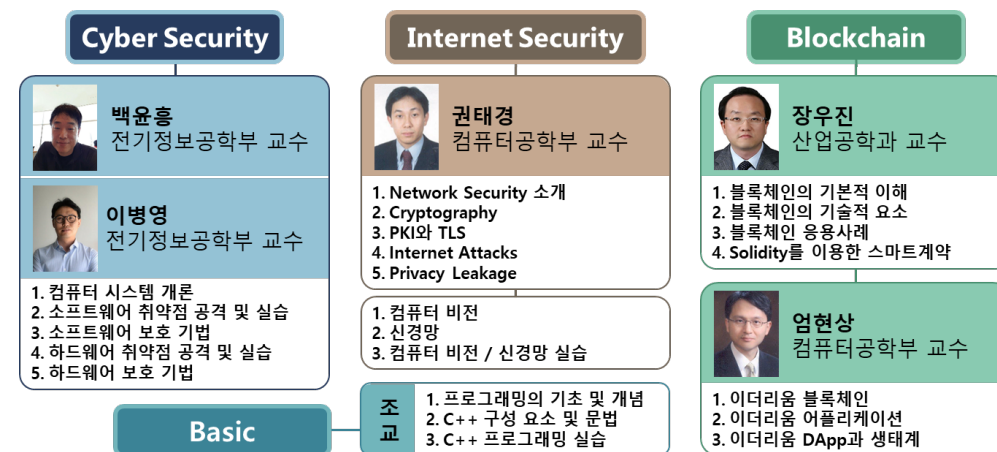 Cyber Security
백윤흥
전기정보공학부 교수
이병영
전기정보공학부 교수
1. 컴퓨터 시스템 개론
2. 소프트웨어 취약점 공격 및 실습
3. 소프트웨어 보호 기법
4. 하드웨어 취약점 공격 및 실습
5. 하드웨어 보호 기법
Internet Security
권태경
컴퓨터공학부 교수
1. Network Security 소개
2. Cryptography
3. PKI와 TLS
4. Internet Attacks
5. Privacy Leakage
1. 컴퓨터 비전
2. 신경망
3. 컴퓨터 비전 / 신경망 실습
Blockchain
장우진
산업공학과 교수
1. 블록체인의 기본적 이해
2. 블록체인의 기술적 요소
3. 블록체인 응용사례
4. Solidity를 이용한 스마트계약
엄현상
컴퓨터공학부 교수
1. 이더리움 블록체인
2. 이더리움 어플리케이션
3. 이더리움 DApp과 생태계
Basic
조
교
1. 프로그래밍의 기초 및 개념
2. C++ 구성 요소 및 문법
3. C++ 프로그래밍 실습